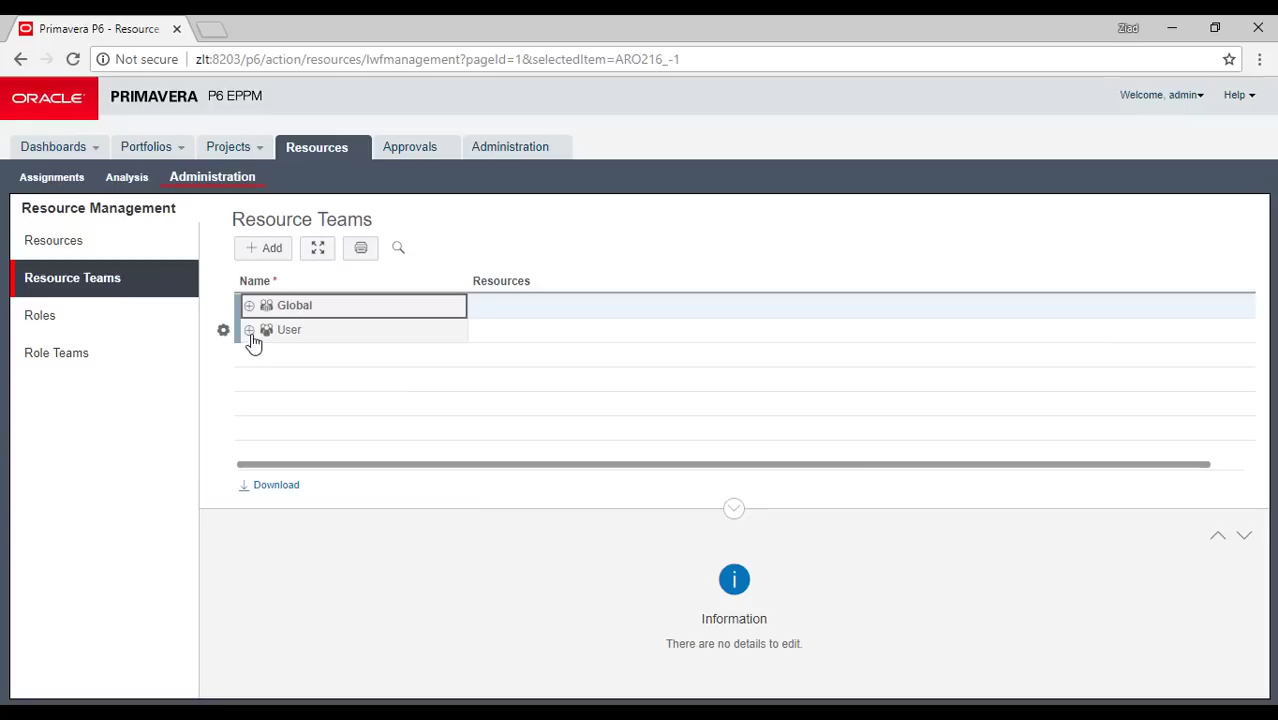 Primavera P6 - Resource
Ziad
Not secure
zlt:8203/p6/action/resources/lwfmanagement?pageId=1&selectedItem=ARO216_-1
ORACLE
PRIMAVERA P6 EPPM
Welcome, admin
Help
Dashboards
Portfolios
Projects
Resources
Approvals
Administration
Assignments
Analysis
Administration
Resource Management
Resources
Resource Teams
Roles
Role Teams
Resource Teams
+ Add
Name *
Resources
Global
User
Download
Information
There are no details to edit.